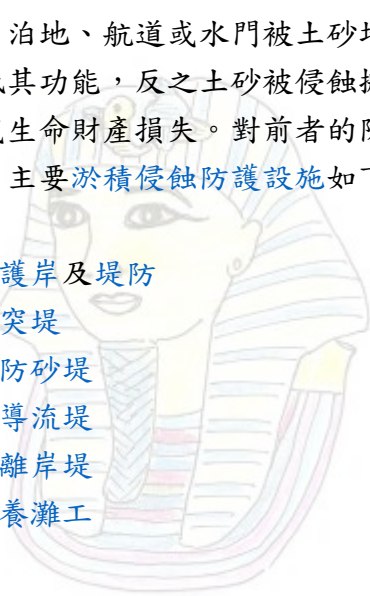 泊地、航道或水門被土砂
其功能，反之土砂被侵蝕
生命財產損失。對前者的防
主要淤積侵蝕防護設施如下
護岸及堤防
突堤
防砂堤
導流堤
離岸堤
養灘工